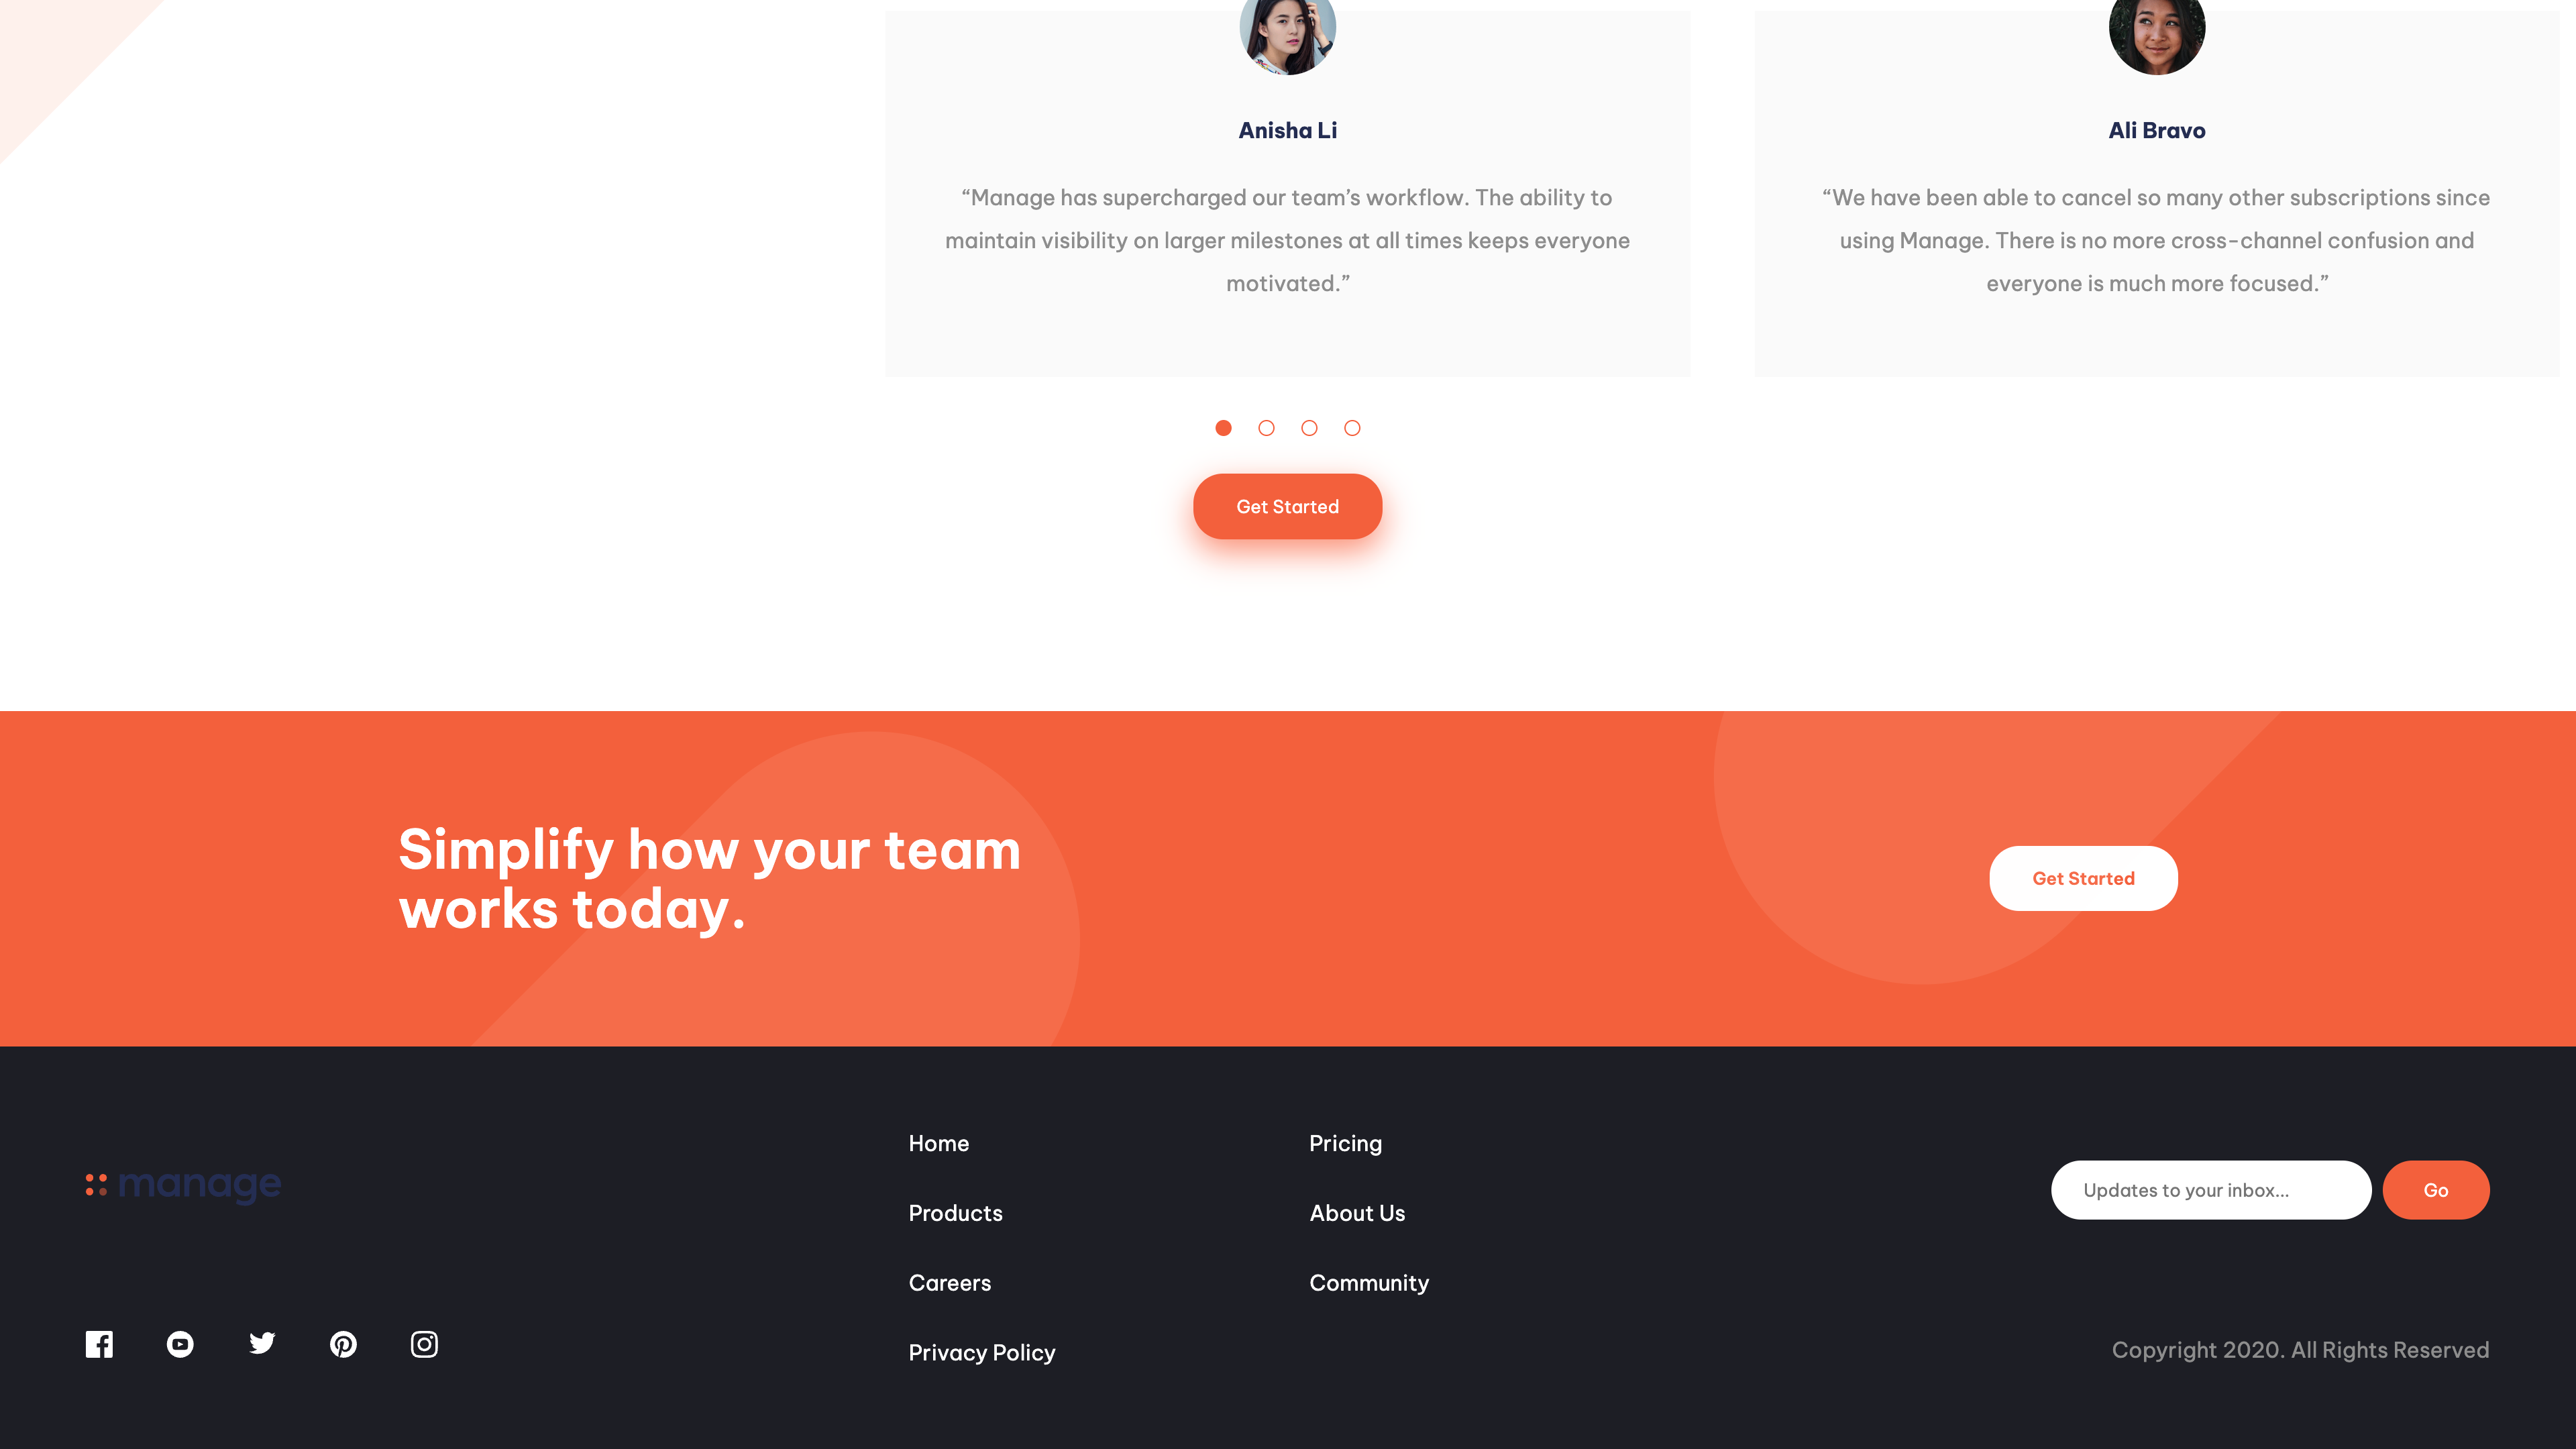 Anisha Li
“Manage has supercharged our team’s workflow. The ability to
maintain visibility on larger milestones at all times keeps everyone
motivated.”
Ali Bravo
“We have been able to cancel so many other subscriptions since
using Manage. There is no more cross-channel confusion and
everyone is much more focused.”
Get Started
Simplify how your team
works today.
Get Started
manage
Home
Products
Careers
Privacy Policy
Pricing
About Us
Community
Updates to your inbox...
Go
Copyright 2020. All Rights Reserved